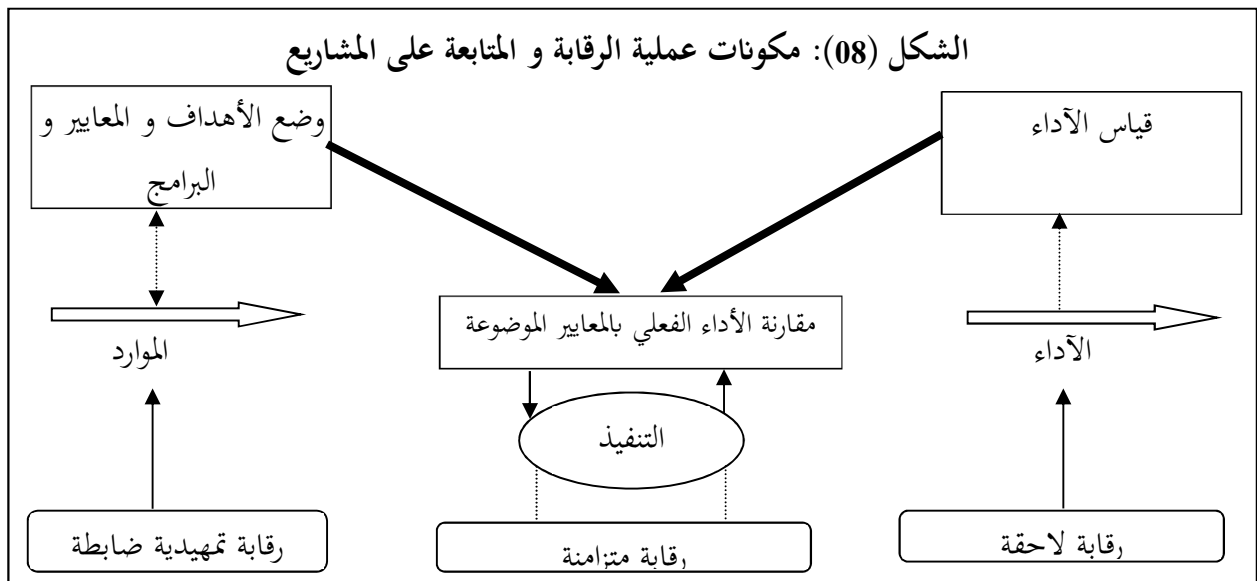 الشكل (08): مكونات عملية الرقابة و المتابعة على المشاريع
قياس الآداء
وضع الأهداف و المعايير و
البرامج
مقارنة الأداء الفعلي بالمعايير الموضوعة
الآداء
الموارد
التنفيذ
رقابة لاحقة
رقابة متزامنة
رقابة تمهيدية ضابطة